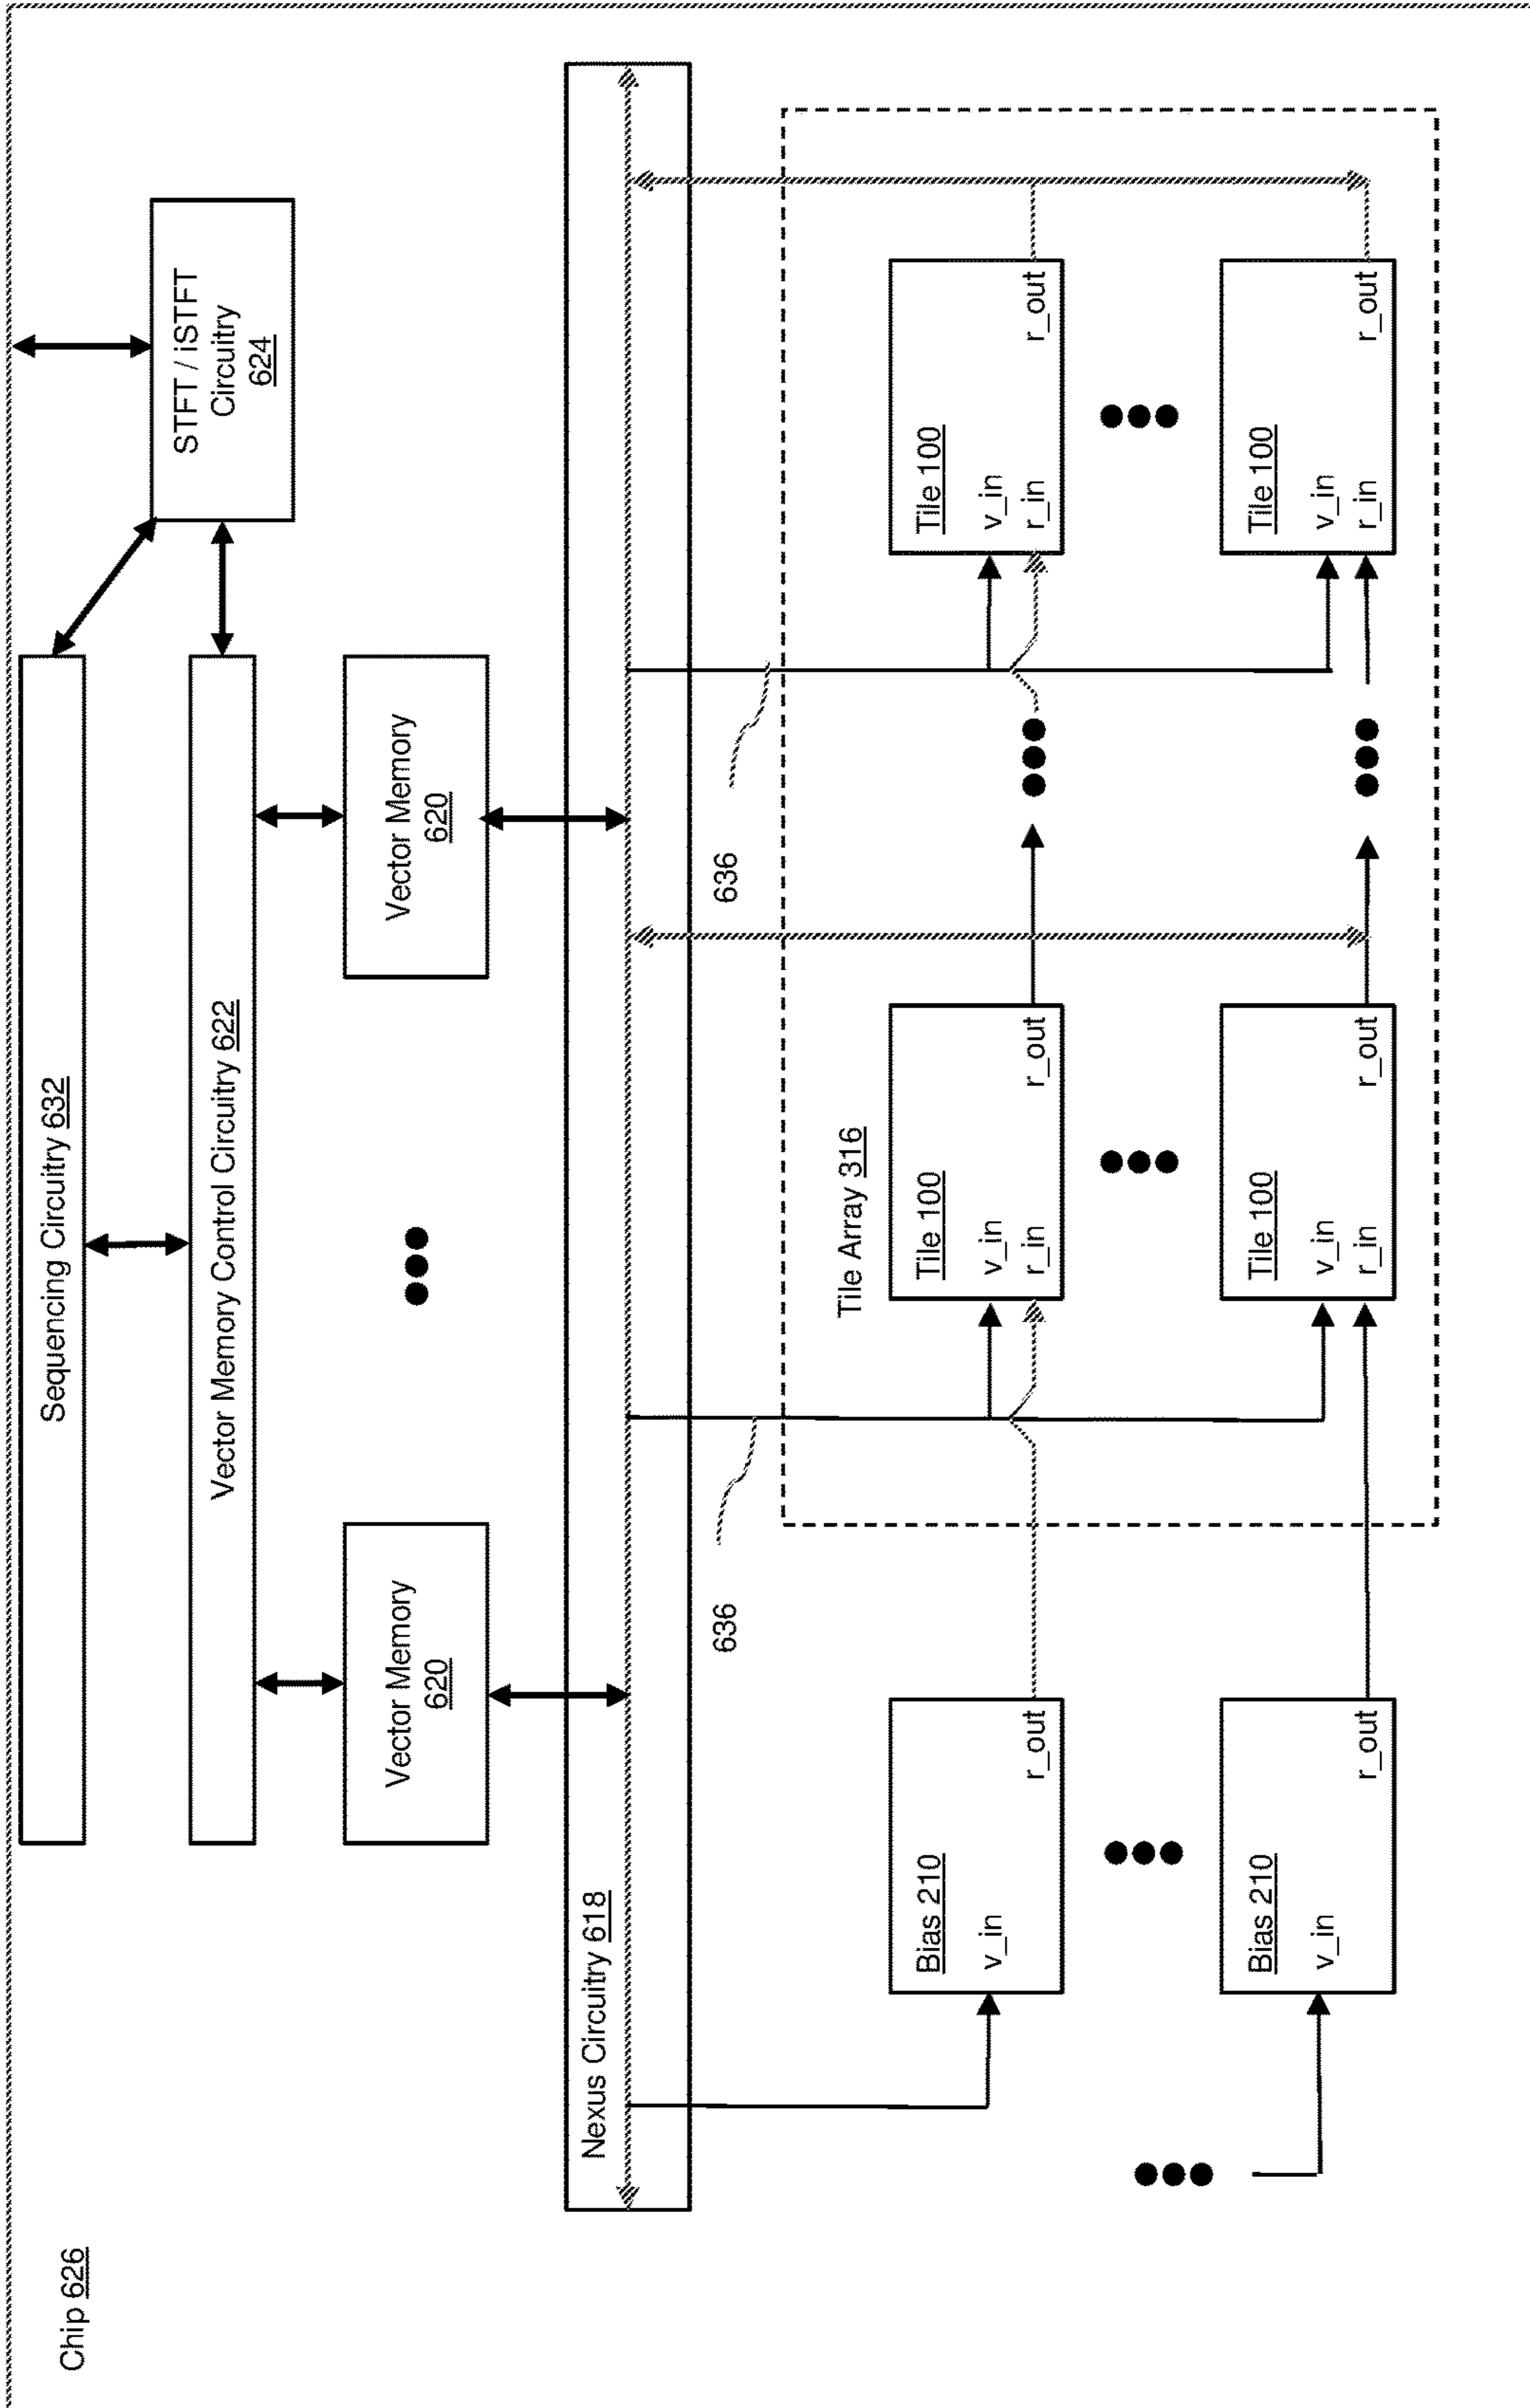 Chip 626
Sequencing Circuitry 632
Vector Memory Control Circuitry 622
STFT / iSTFT
Circuitry
624
Vector Memory
620
Vector Memory
620
Nexus Circuitry 618
636
636
Tile Array 316
Bias 210
v_in
r_out
Tile 100
v_in
r_in
r_out
Tile 100
v_in
r_in
r_out
Bias 210
v_in
r_out
Tile 100
v_in
r_in
r_out
Tile 100
v_in
r_in
r_out